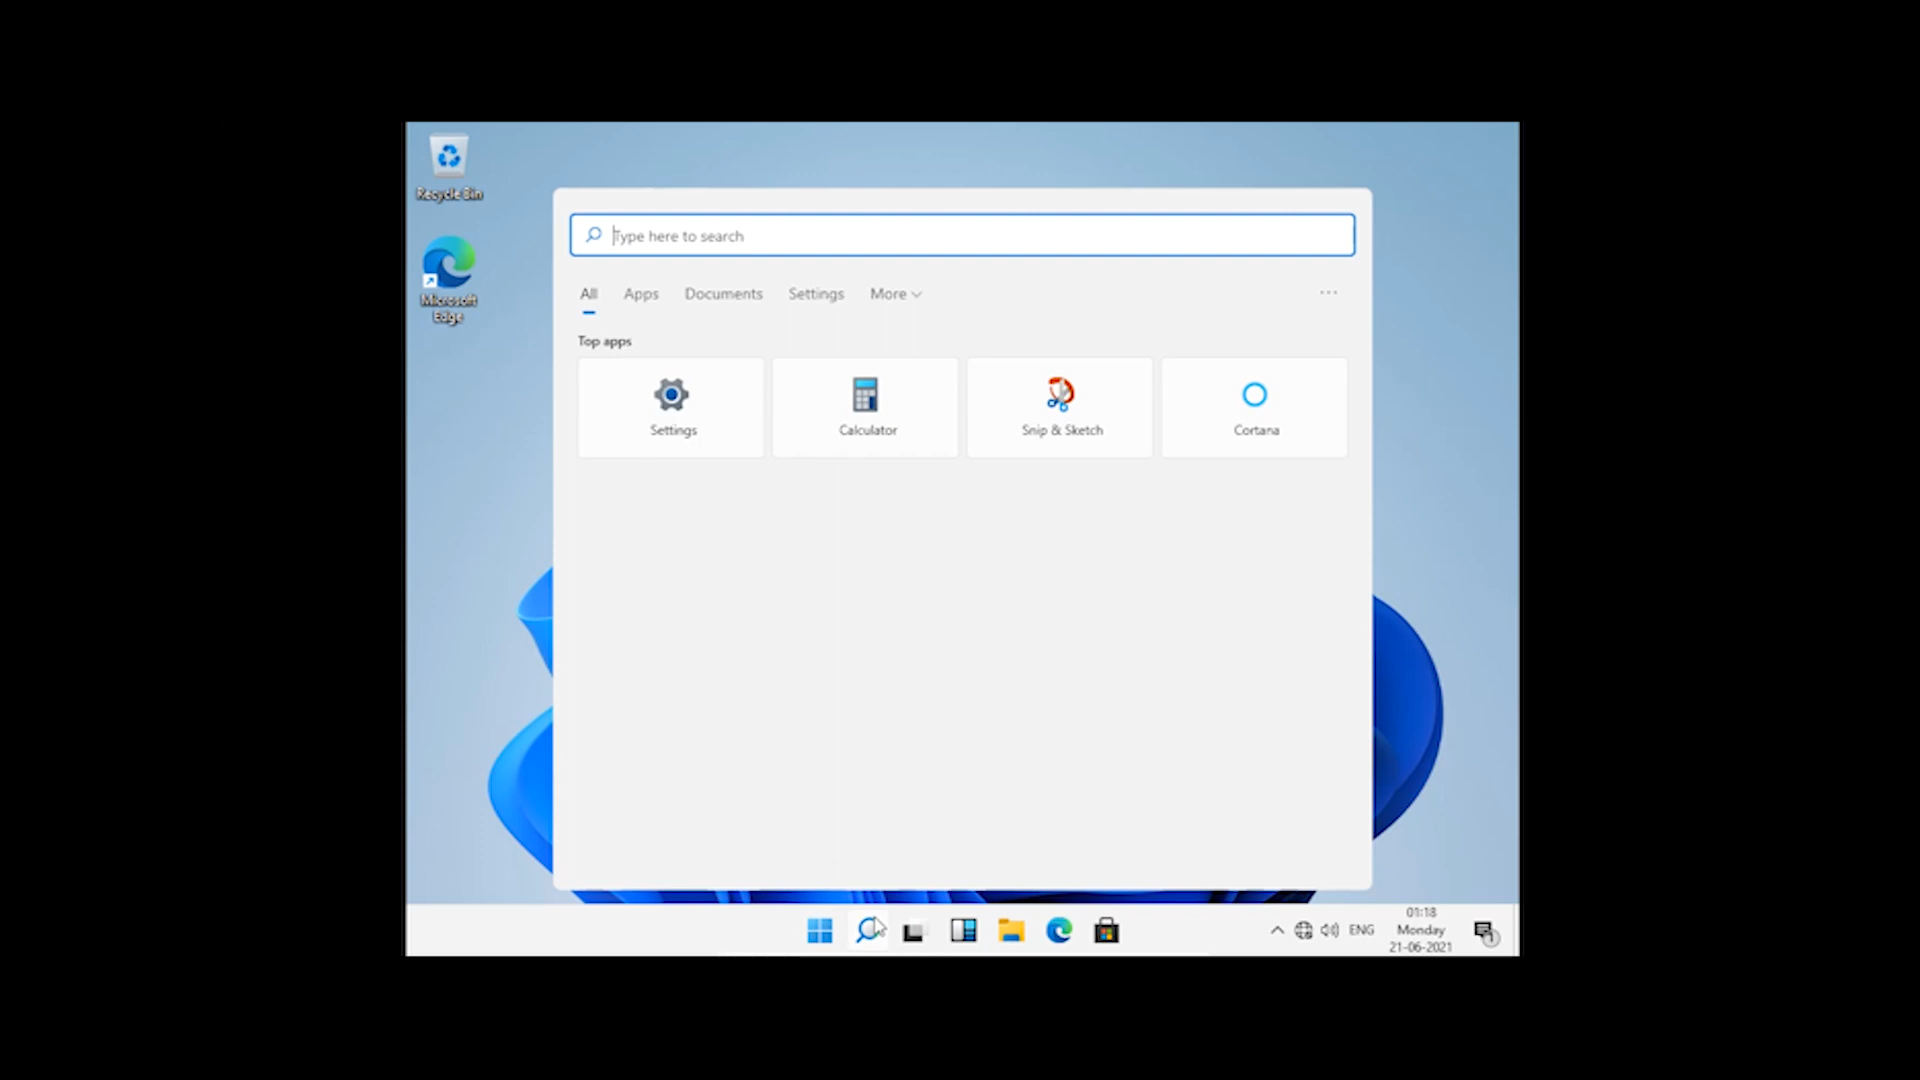 Recycle Bin
Microsoft
Edge
Type here to search
All Apps Documents Settings More
Top apps
Settings Calculator Snip & Sketch Cortana
ENG
01:18
Monday
21-06-2021
1